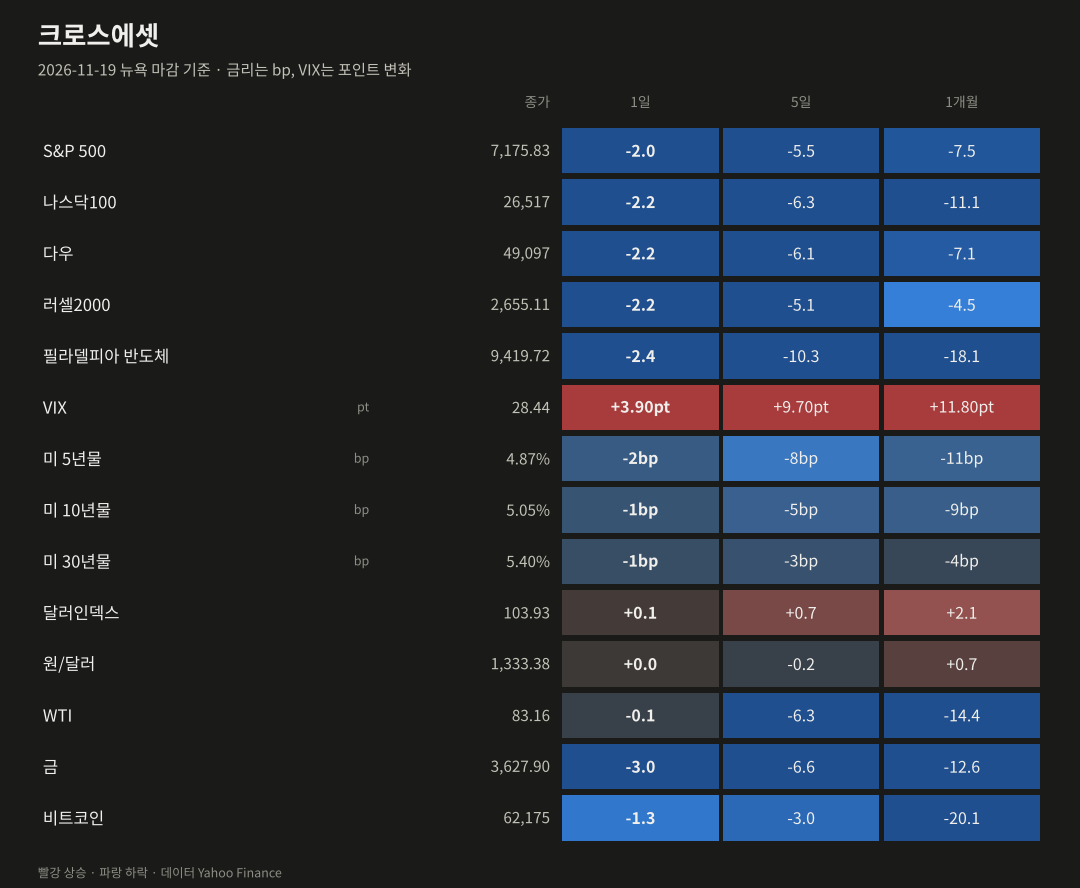 크로스에셋
2026-11-19 뉴욕 마감 기준 · 금리는 bp, VIX는 포인트 변화
종가 1일 5일 1개월
S&P 500 7,175.83 -2.0 -5.5 -7.5
나스닥100 26,517 -2.2 -6.3 -11.1
다우 49,097 -2.2 -6.1 -7.1
러셀2000 2,655.11 -2.2 -5.1 -4.5
필라델피아 반도체 9,419.72 -2.4 -10.3 -18.1
VIX pt 28.44 +3.90pt +9.70pt +11.80pt
미 5년물 bp 4.87% -2bp -8bp -11bp
미 10년물 bp 5.05% -1bp -5bp -9bp
미 30년물 bp 5.40% -1bp -3bp -4bp
달러인덱스 103.93 +0.1 +0.7 +2.1
원/달러 1,333.38 +0.0 -0.2 +0.7
WTI 83.16 -0.1 -6.3 -14.4
금 3,627.90 -3.0 -6.6 -12.6
비트코인 62,175 -1.3 -3.0 -20.1
빨강 상승 · 파랑 하락 · 데이터 Yahoo Finance